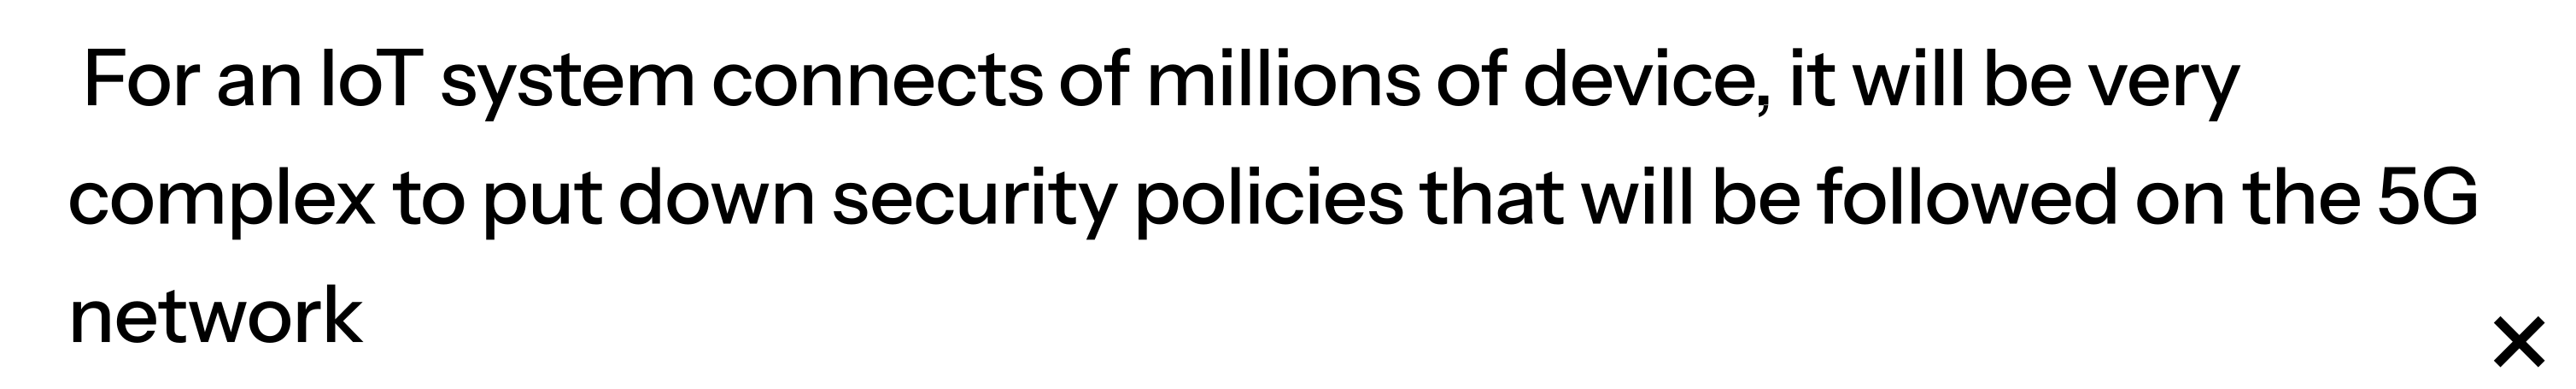 For an IoT system connects of millions of device, it will be very
complex to put down security policies that will be followed on the 5G
network